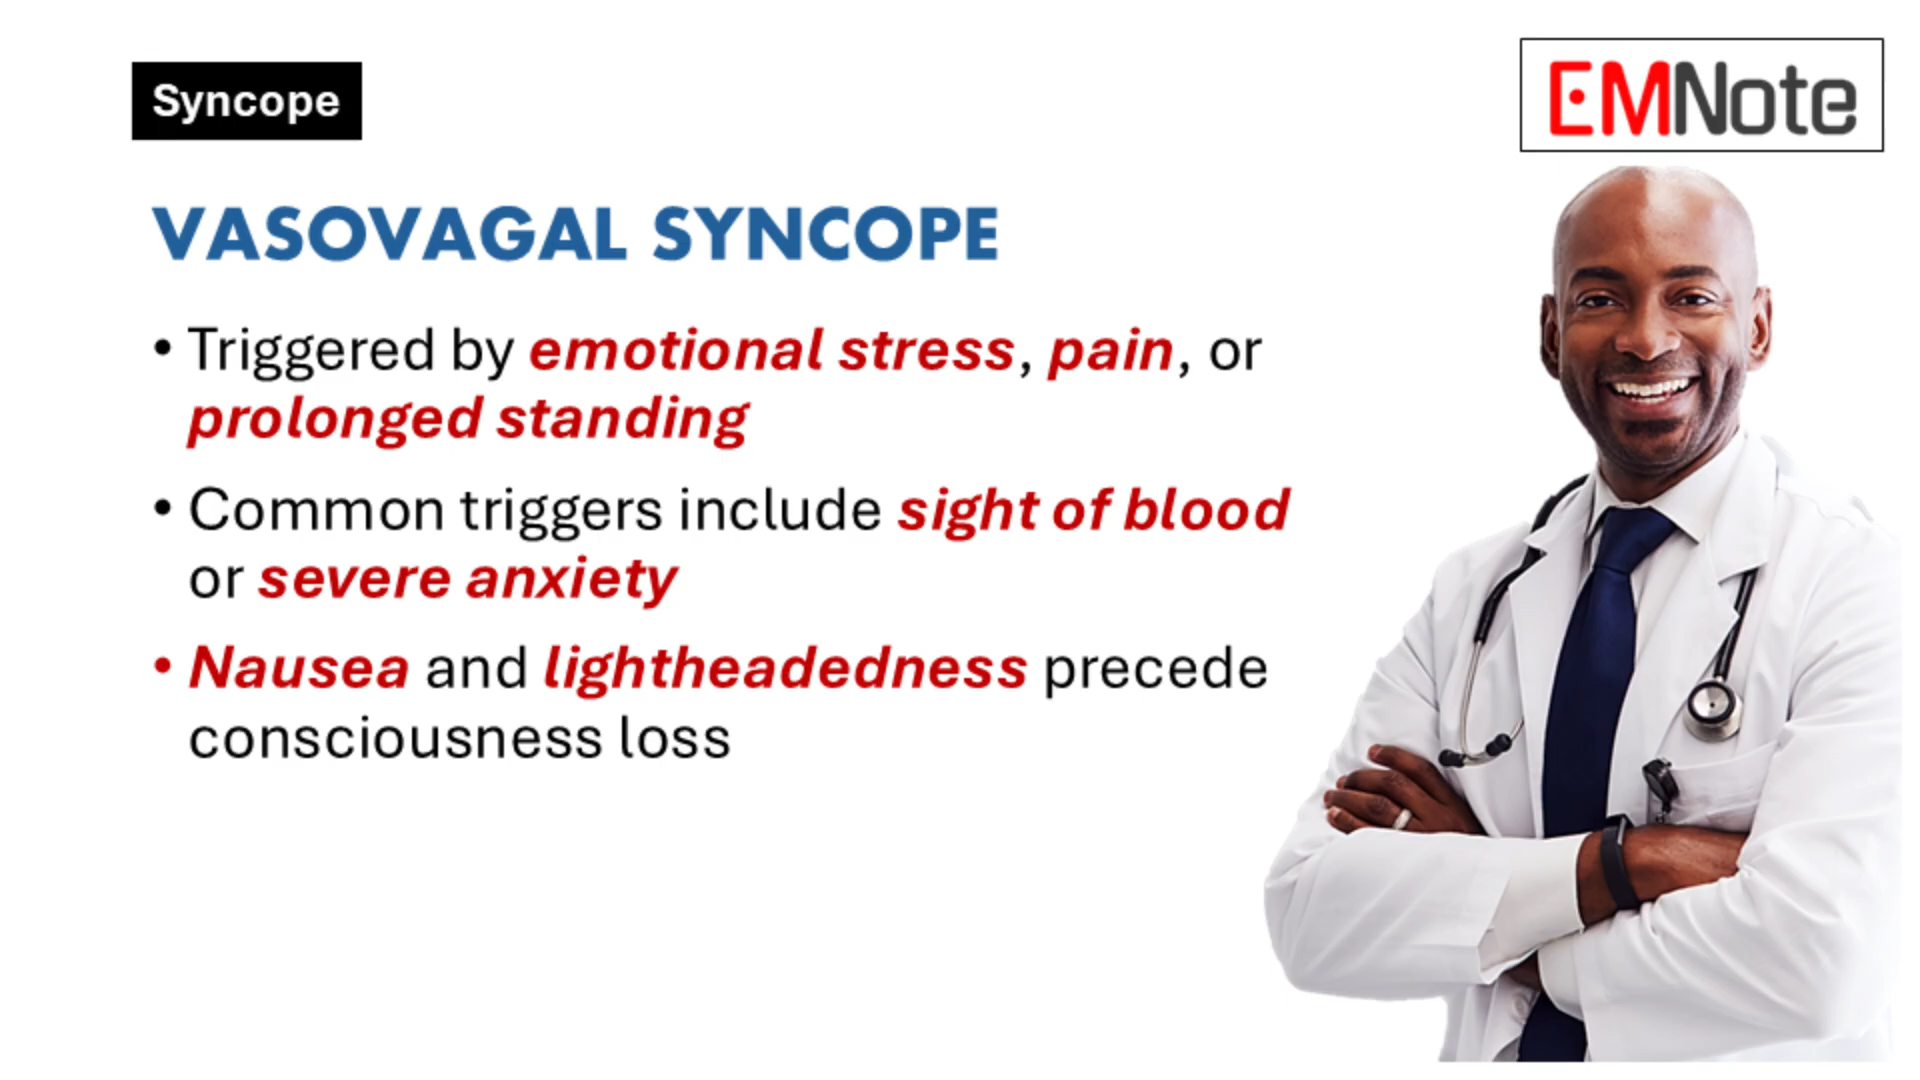 Syncope
EMNote
VASOVAGAL SYNCOPE
• Triggered by emotional stress, pain, or
prolonged standing
• Common triggers include sight of blood
or severe anxiety
• Nausea and lightheadedness precede
consciousness loss